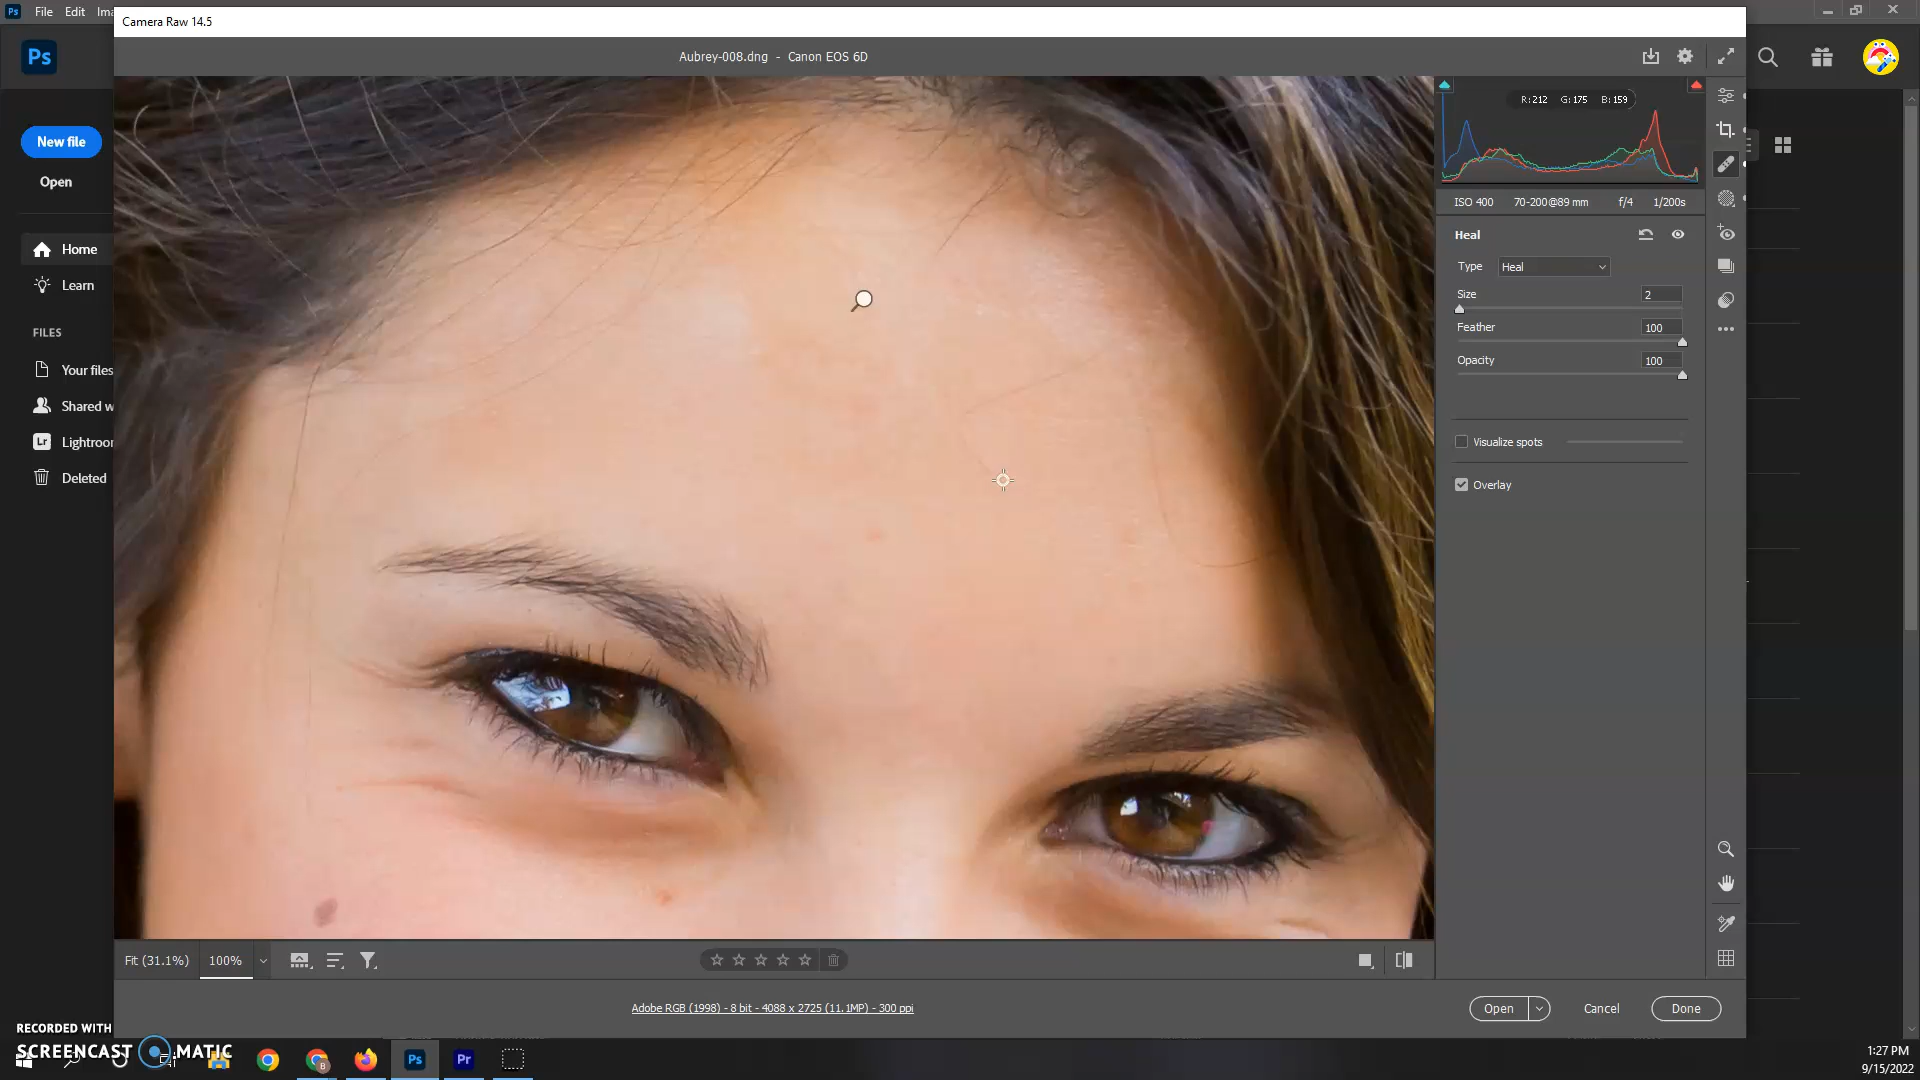 Ps File Edit Ima
Camera Raw 14.5
Aubrey-008.dng - Canon EOS 6D
Ps
New file
Open
Home
Learn
FILES
Your files
Shared w
Lr Lightroom
Deleted
R: 212 G: 175 B: 159
ISO 400 70-200@89 mm f/4 1/200s
Heal
Type Heal
Size 2
Feather 100
Opacity 100
Visualize spots
Overlay
Fit (31.1%) 100%
Adobe RGB (1998) - 8 bit - 4088 x 2725 (11.1MP) - 300 ppi
Open Cancel Done
RECORDED WITH
SCREENCAST MATIC
B
Ps Pr
1:27 PM
9/15/2022